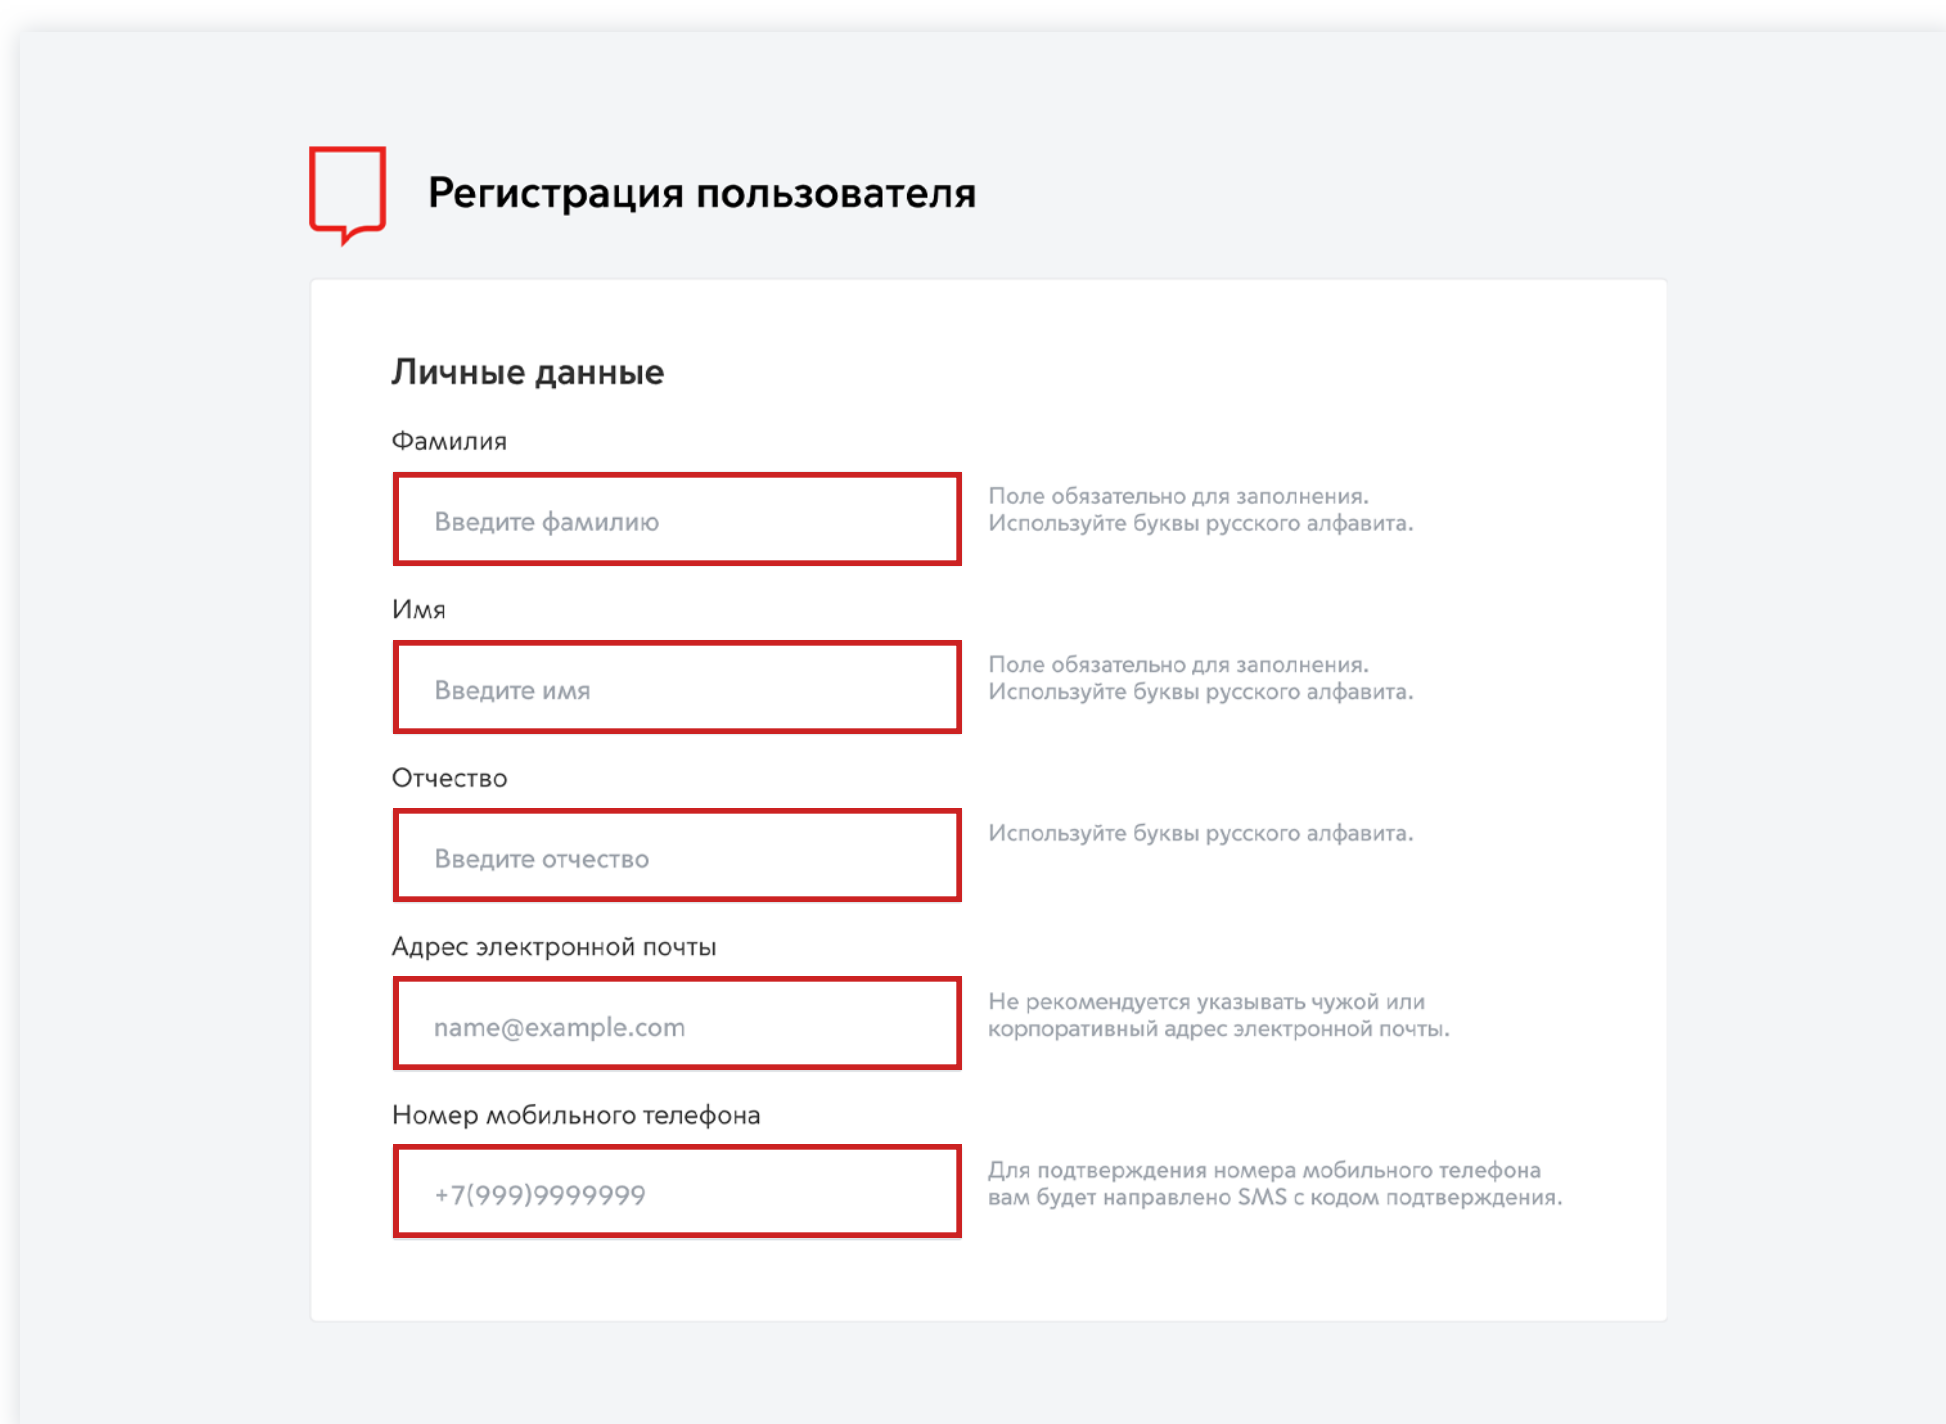 Регистрация пользователя
Личные данные
Фамилия
Введите фамилию
Поле обязательно для заполнения.
Используйте буквы русского алфавита.
Имя
Введите имя
Поле обязательно для заполнения.
Используйте буквы русского алфавита.
Отчество
Введите отчество
Используйте буквы русского алфавита.
Адрес электронной почты
name@example.com
Не рекомендуется указывать чужой или
корпоративный адрес электронной почты.
Номер мобильного телефона
+7(999)9999999
Для подтверждения номера мобильного телефона
вам будет направлено SMS с кодом подтверждения.